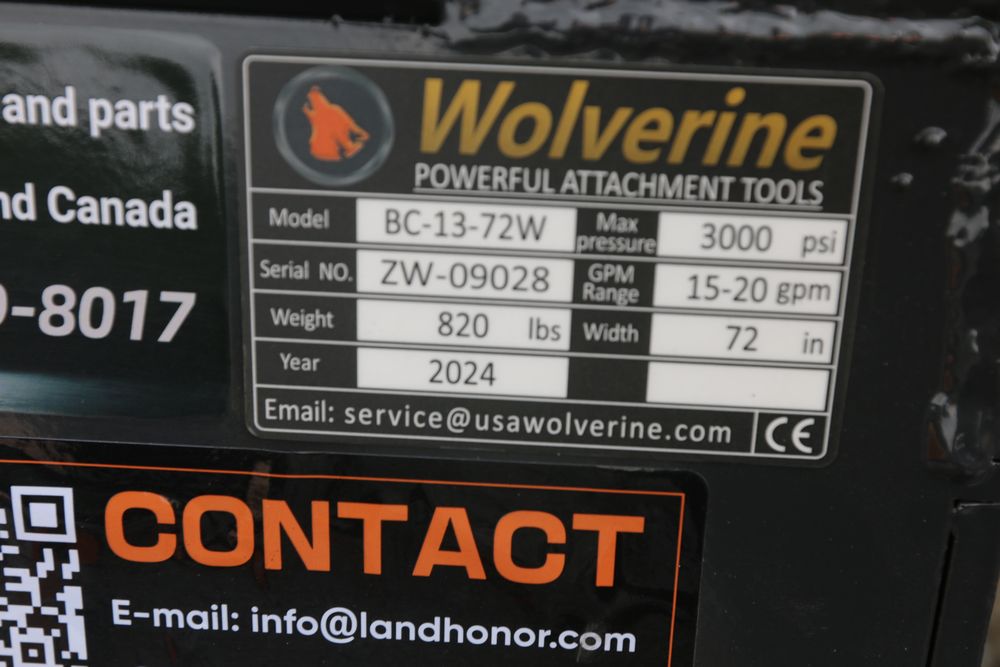 and parts
nd Canada
-8017
Wolverine
POWERFUL ATTACHMENT TOOLS
Model BC-13-72W Max pressure 3000 psi
Serial NO. ZW-09028 GPM Range 15-20 gpm
Weight 820 lbs Width 72 in
Year 2024
Email: service@usawolverine.com CE
CONTACT
E-mail: info@landhonor.com